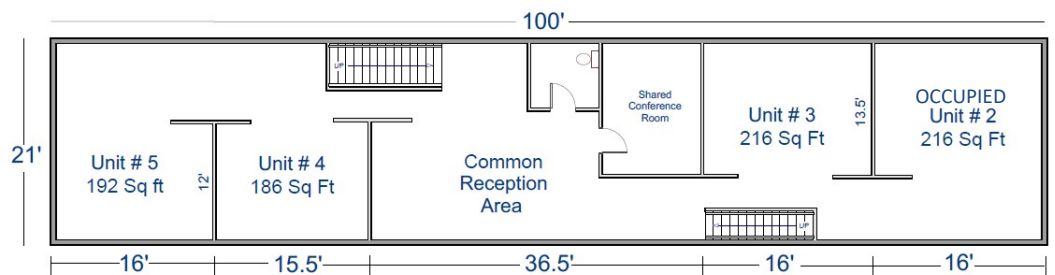 100'
UP
Shared
Conference
Room
Unit # 3
216 Sq Ft
13.5'
OCCUPIED
Unit # 2
216 Sq Ft
21'
Unit # 5
192 Sq ft
12'
Unit # 4
186 Sq Ft
Common
Reception
Area
UP
16'
15.5'
36.5'
16'
16'